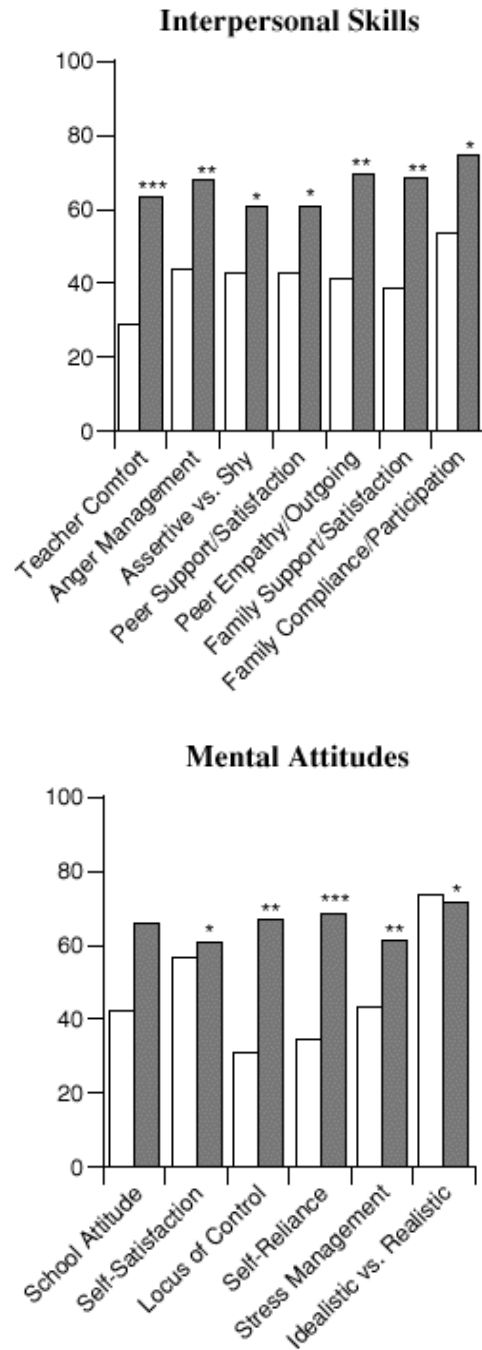 Interpersonal Skills
100
80
60
40
20
0
***
**
*
*
**
**
*
Teacher Comfort
Anger Management
Assertive vs. Shy
Peer Support/Satisfaction
Peer Empathy/Outgoing
Family Support/Satisfaction
Family Compliance/Participation
Mental Attitudes
100
80
60
40
20
0
*
**
***
**
*
School Attitude
Self-Satisfaction
Locus of Control
Self-Reliance
Stress Management
Idealistic vs. Realistic